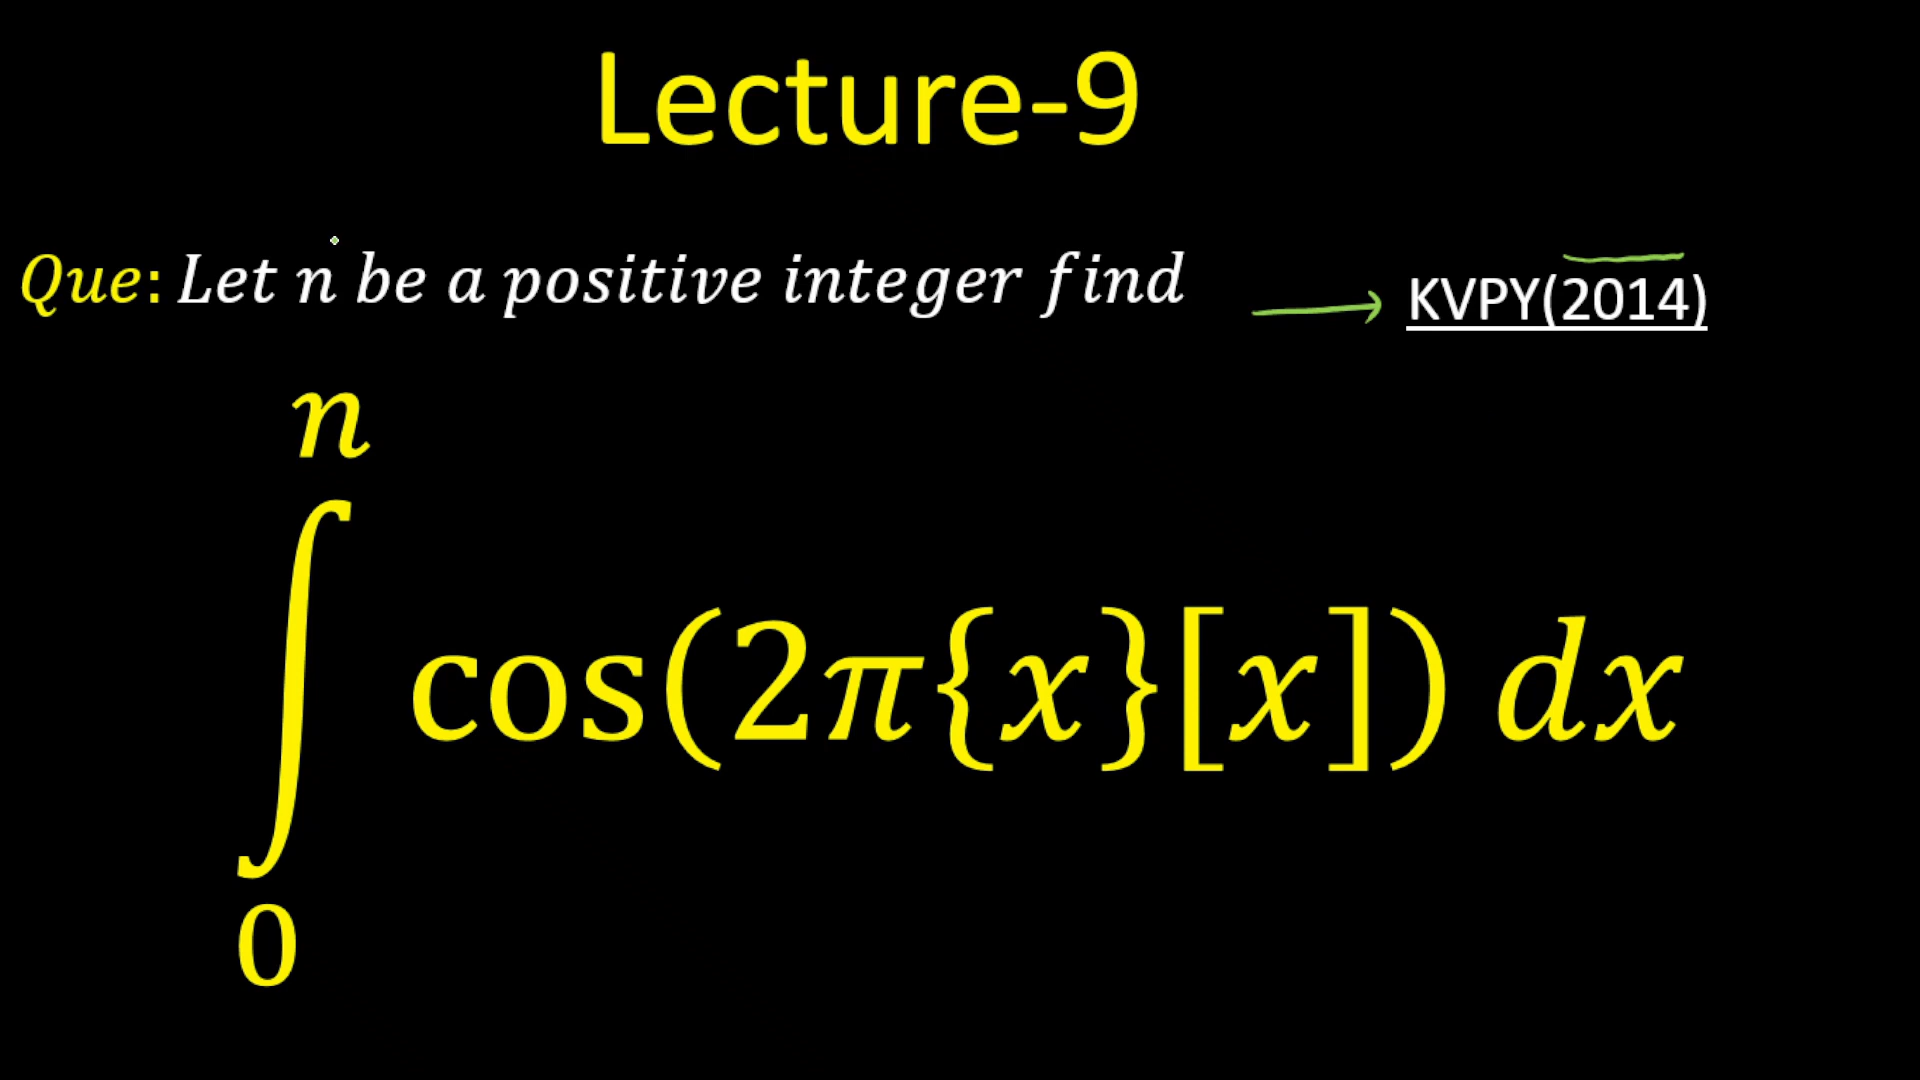 Lecture-9
Que: Let n be a positive integer find → KVPY(2014)
n
∫ cos(2π{x}[x]) dx
0